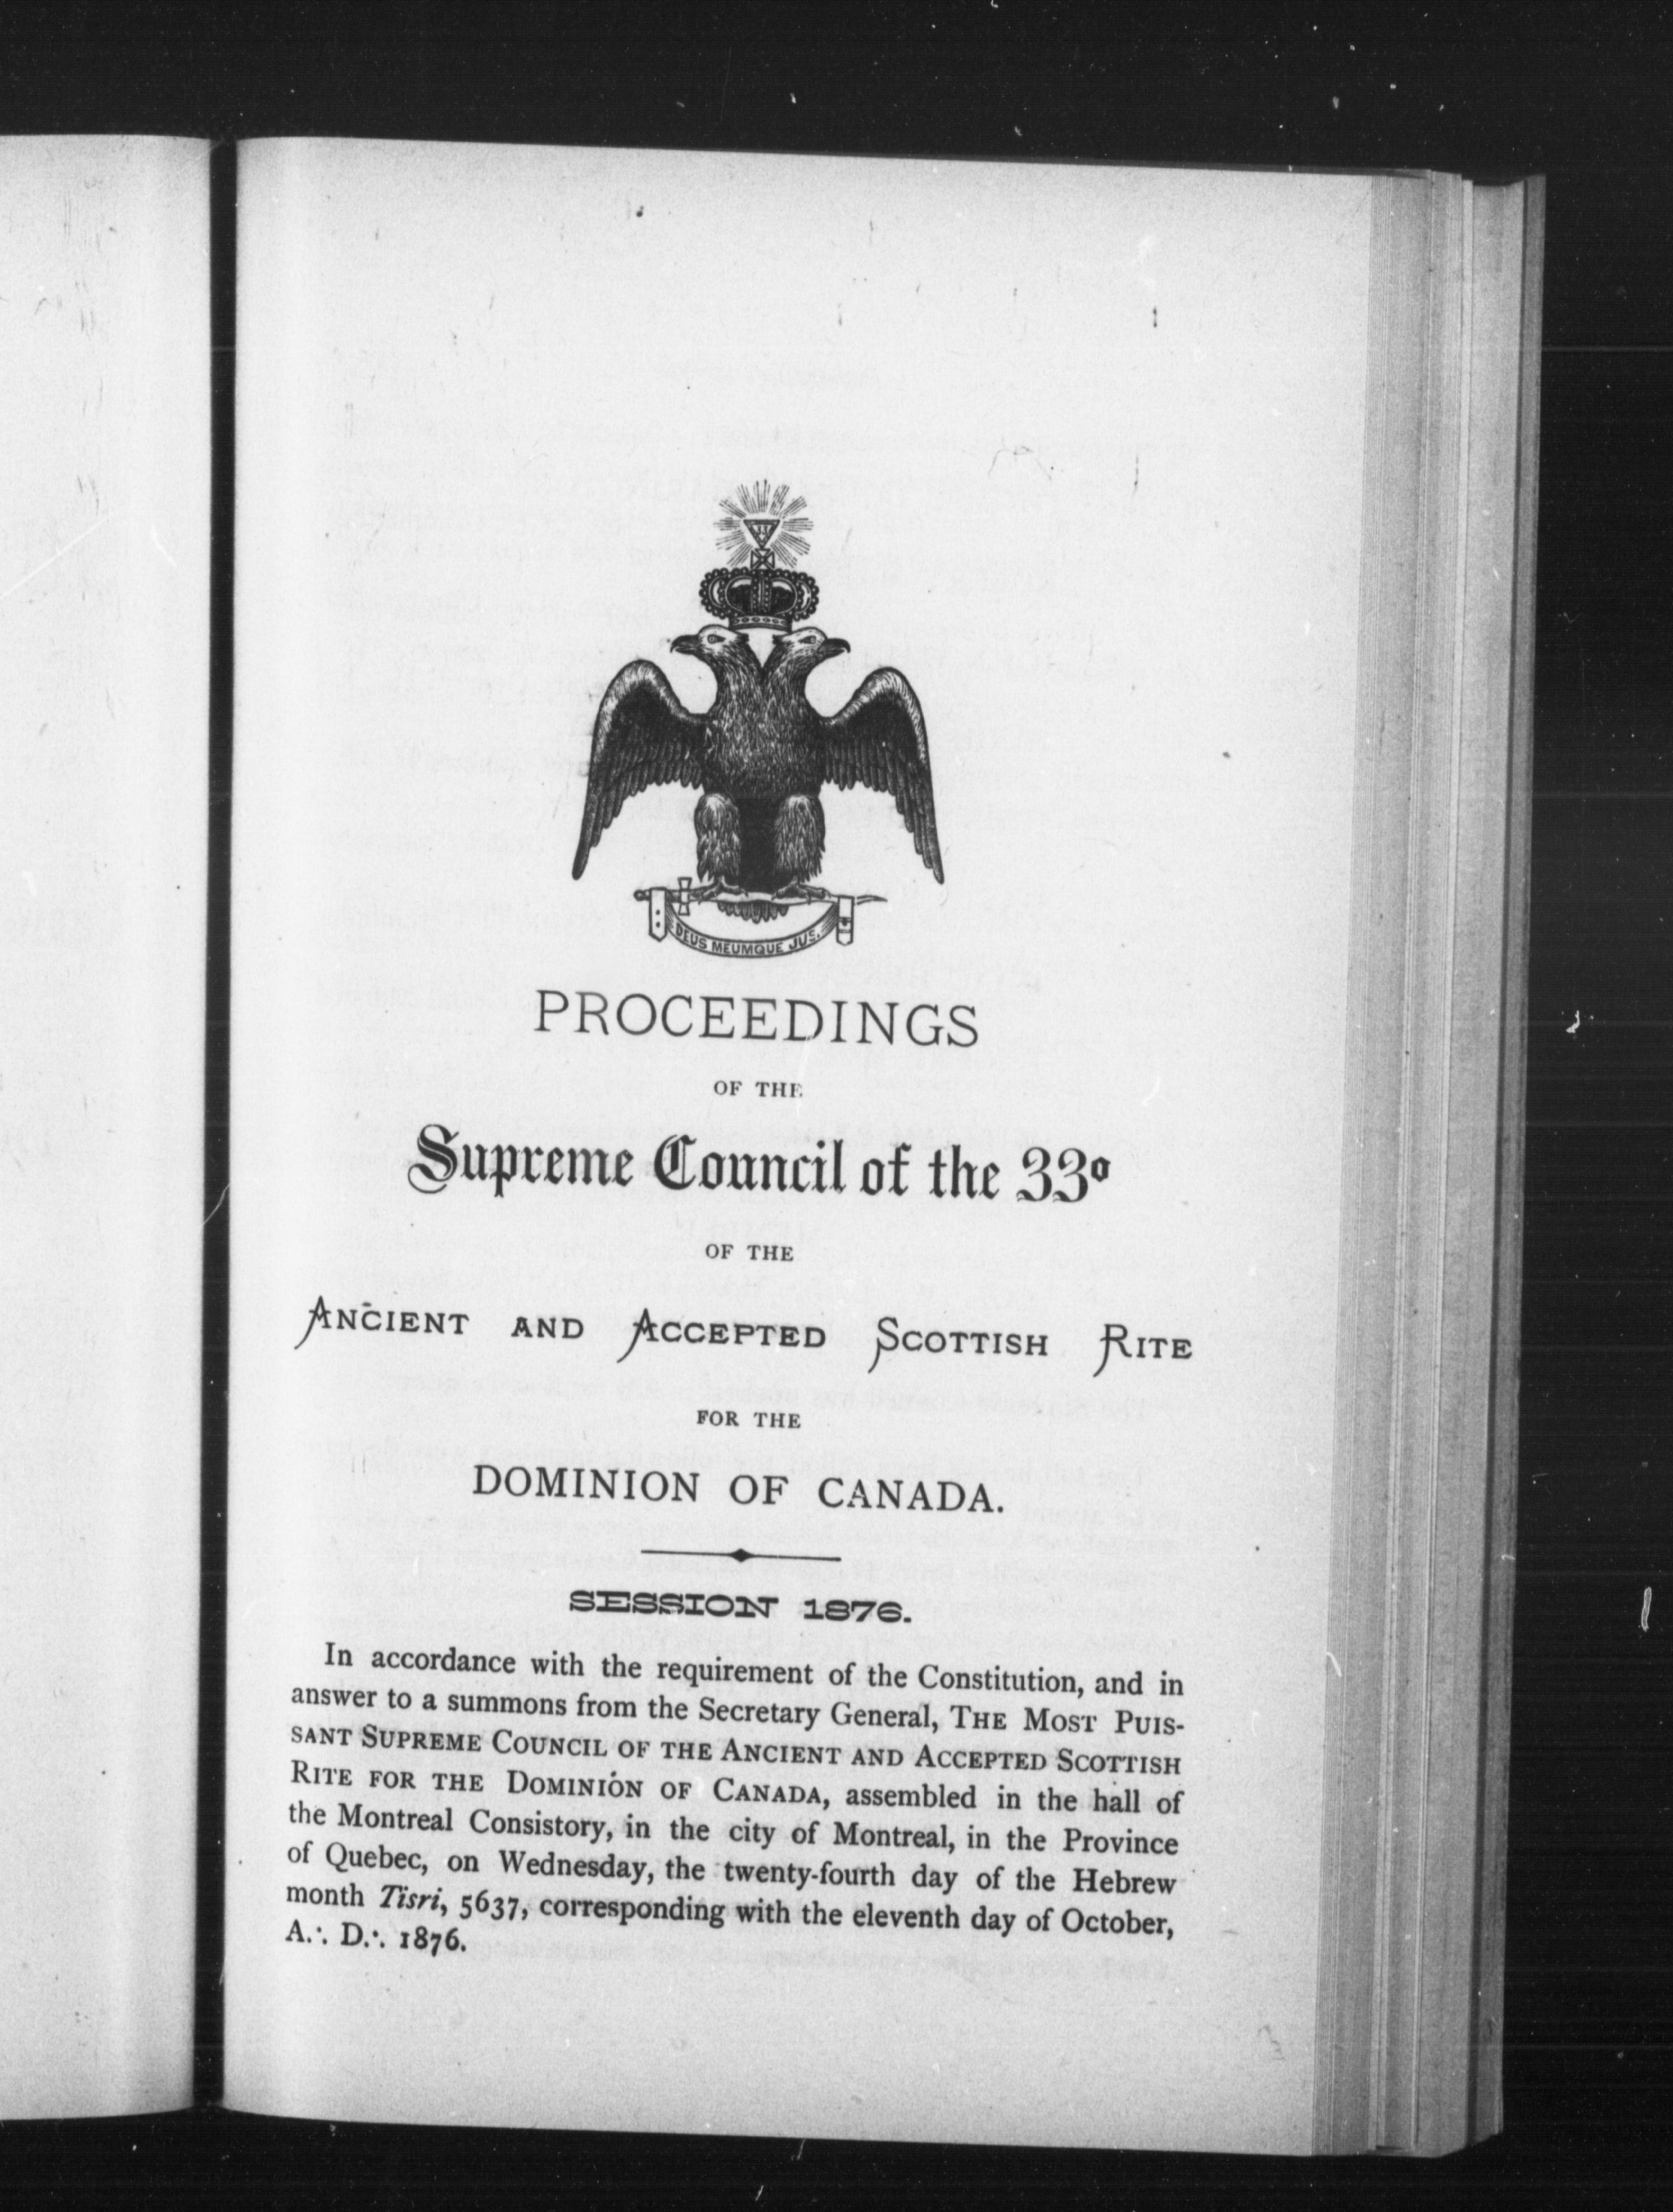 33
DEUS MEUMQUE JUS.
PROCEEDINGS
OF THE
Supreme Council of the 33º
OF THE
ANCIENT AND ACCEPTED SCOTTISH RITE
FOR THE
DOMINION OF CANADA.
SESSION 1876.
In accordance with the requirement of the Constitution, and in
answer to a summons from the Secretary General, THE MOST PUIS-
SANT SUPREME COUNCIL OF THE ANCIENT AND ACCEPTED SCOTTISH
RITE FOR THE DOMINION OF CANADA, assembled in the hall of
the Montreal Consistory, in the city of Montreal, in the Province
of Quebec, on Wednesday, the twenty-fourth day of the Hebrew
month Tisri, 5637, corresponding with the eleventh day of October,
A.∴ D.∴ 1876.